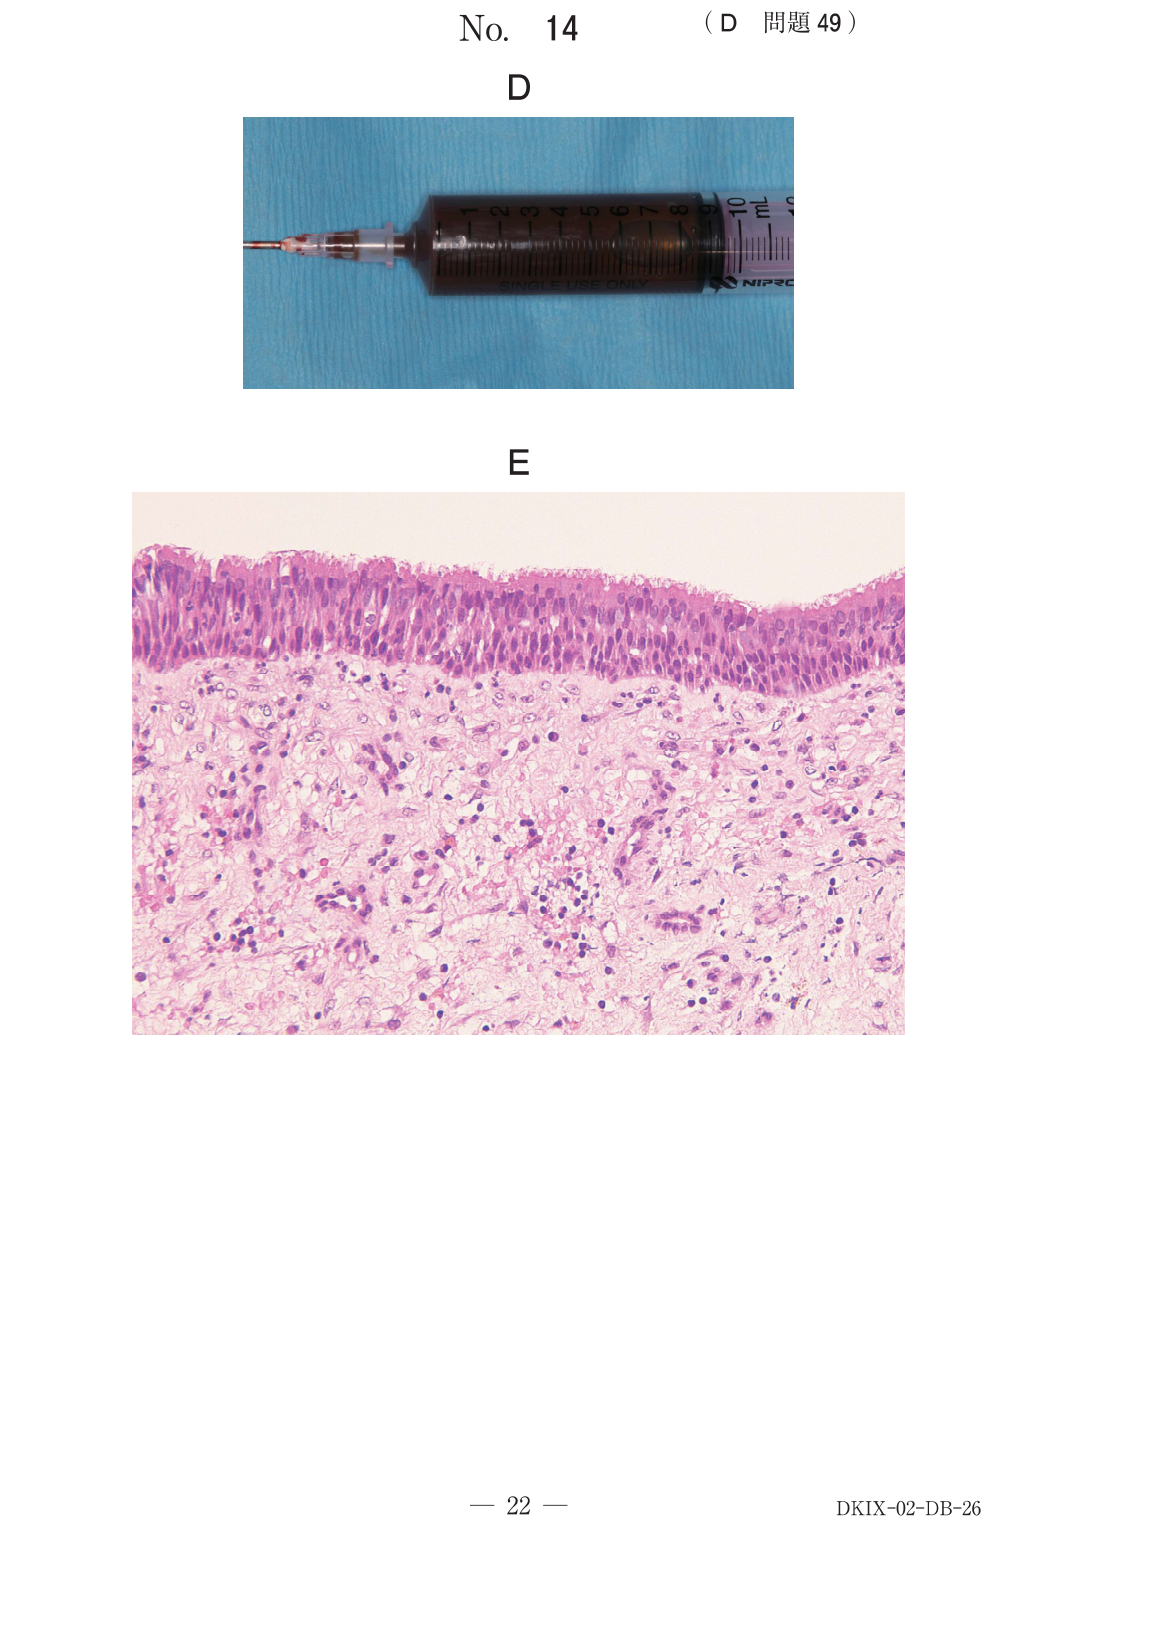 No. 14 （D 問題 49）
D
1 2 3 4 5 6 7 8 9 10 mL
SINGLE USE ONLY NIPRO
E
— 22 — DKIX-02-DB-26